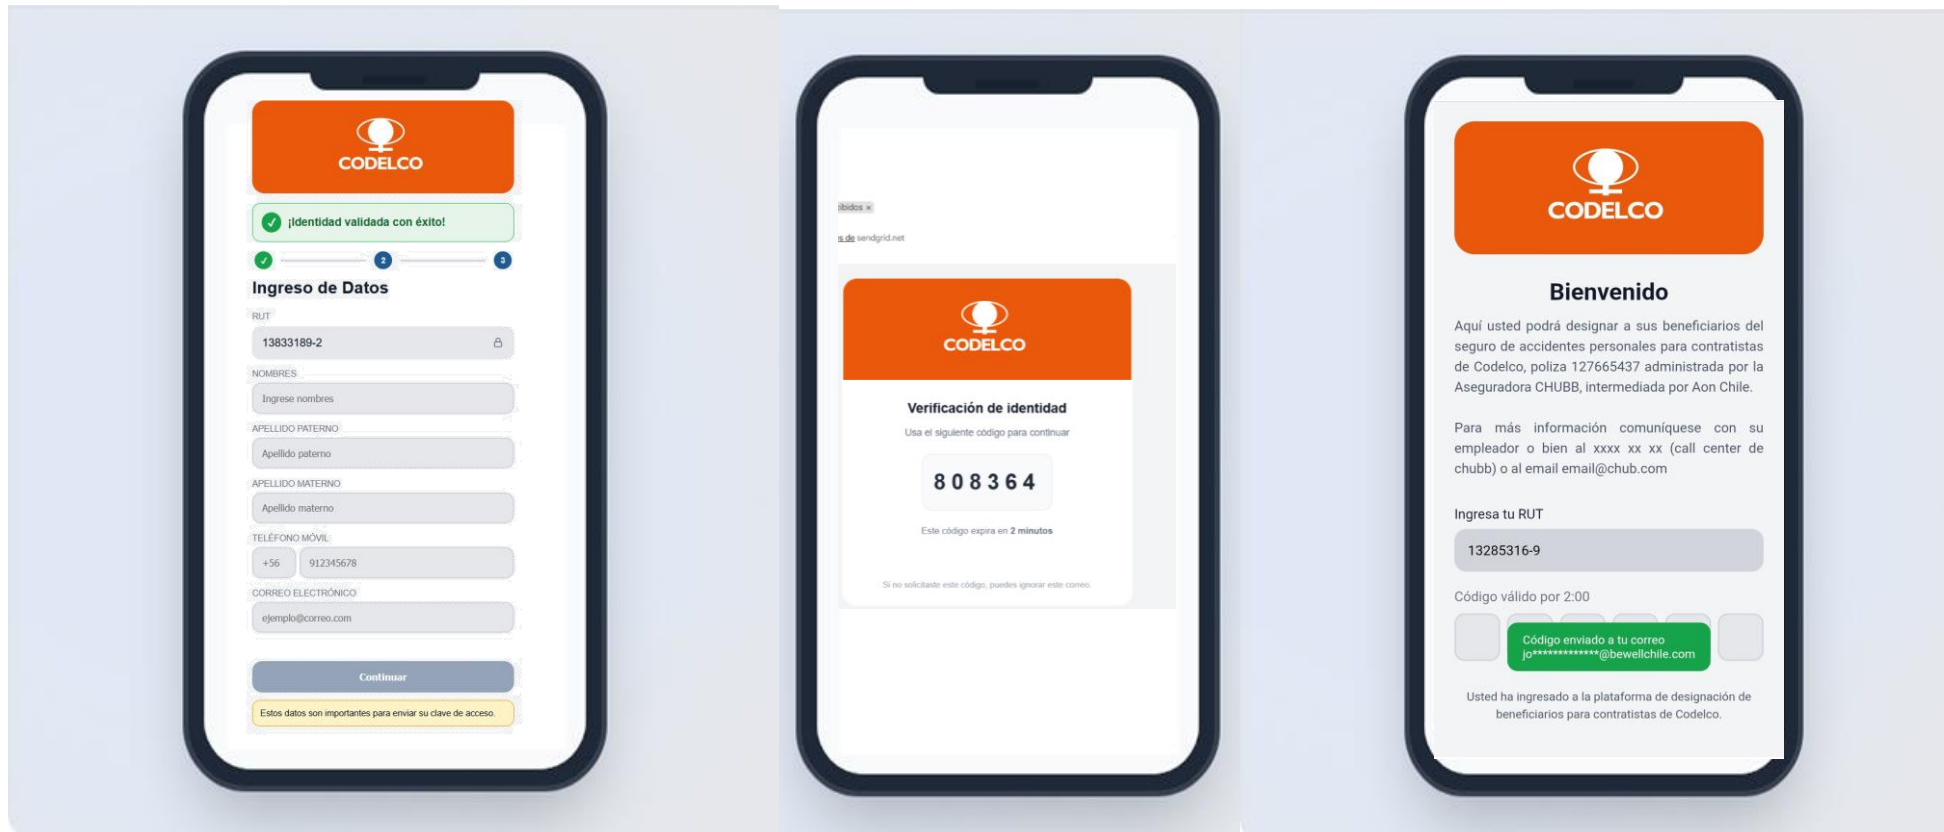 CODELCO
¡Identidad validada con éxito!
2
3
Ingreso de Datos
RUT
13833189-2
NOMBRES
Ingrese nombres
APELLIDO PATERNO
Apellido paterno
APELLIDO MATERNO
Apellido materno
TELÉFONO MÓVIL
+56 912345678
CORREO ELECTRÓNICO
ejemplo@correo.com
Continuar
Estos datos son importantes para enviar su clave de acceso.
ibidos ×
s de sendgrid.net
CODELCO
Verificación de identidad
Usa el siguiente código para continuar
808364
Este código expira en 2 minutos
Si no solicitaste este código, puedes ignorar este correo.
CODELCO
Bienvenido
Aquí usted podrá designar a sus beneficiarios del
seguro de accidentes personales para contratistas
de Codelco, poliza 127665437 administrada por la
Aseguradora CHUBB, intermediada por Aon Chile.
Para más información comuníquese con su
empleador o bien al xxxx xx xx (call center de
chubb) o al email email@chub.com
Ingresa tu RUT
13285316-9
Código válido por 2:00
Código enviado a tu correo
jo*************@bewellchile.com
Usted ha ingresado a la plataforma de designación de
beneficiarios para contratistas de Codelco.